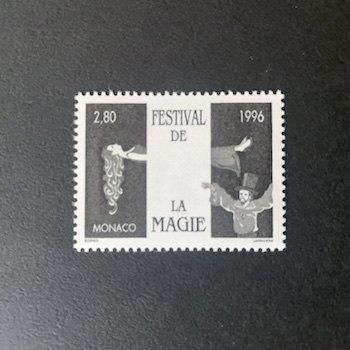 2,80 FESTIVAL 1996
DE
LA
MONACO MAGIE